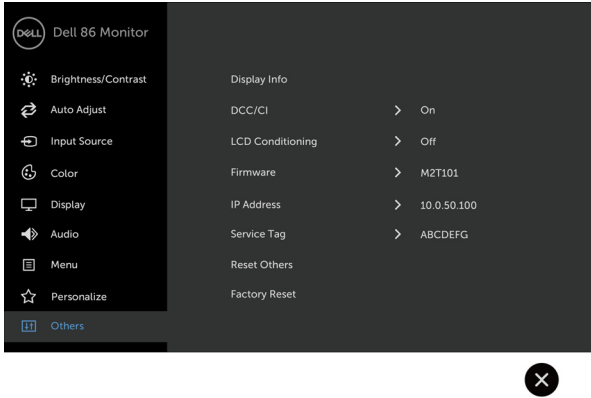 DELL Dell 86 Monitor
Brightness/Contrast
Auto Adjust
Input Source
Color
Display
Audio
Menu
Personalize
Others
Display Info
DCC/CI > On
LCD Conditioning > Off
Firmware > M2T101
IP Address > 10.0.50.100
Service Tag > ABCDEFG
Reset Others
Factory Reset